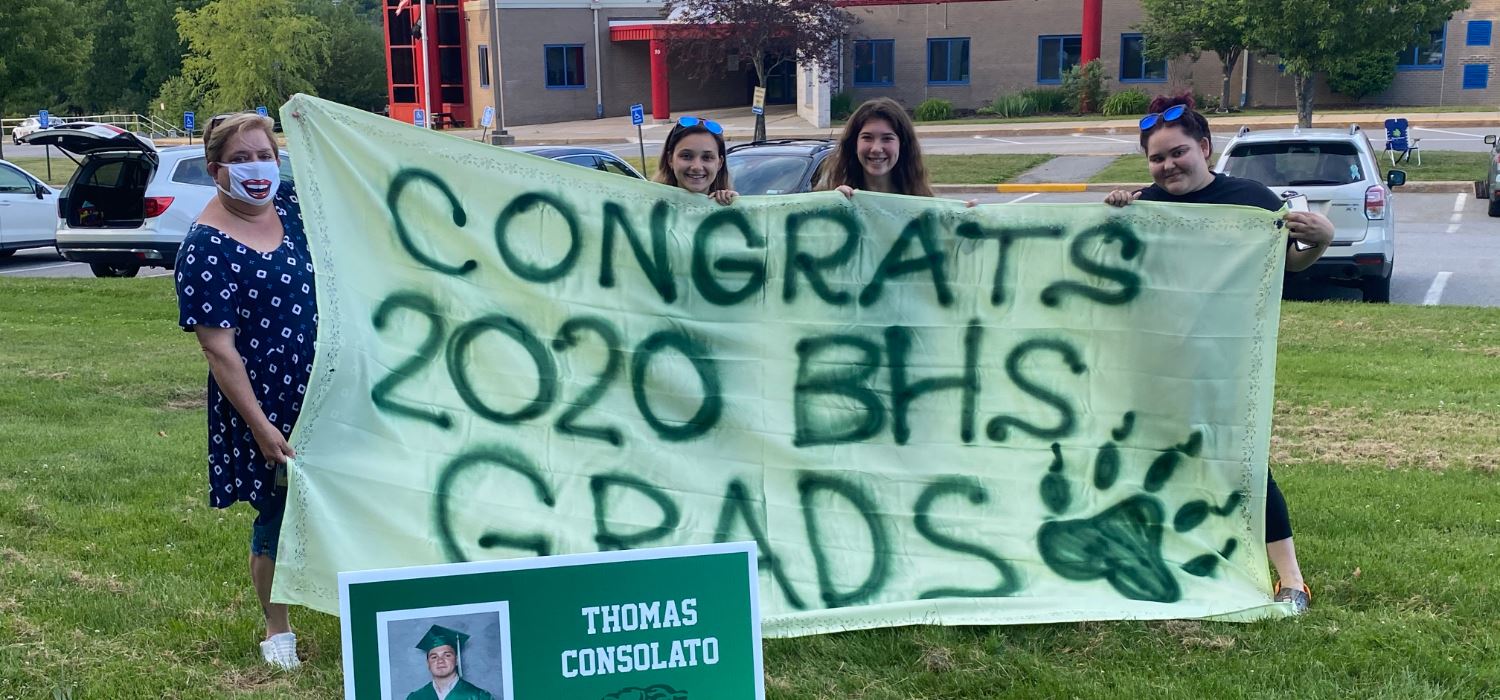 CONGRATS
2020 BHS
GRADS
THOMAS
CONSOLATO